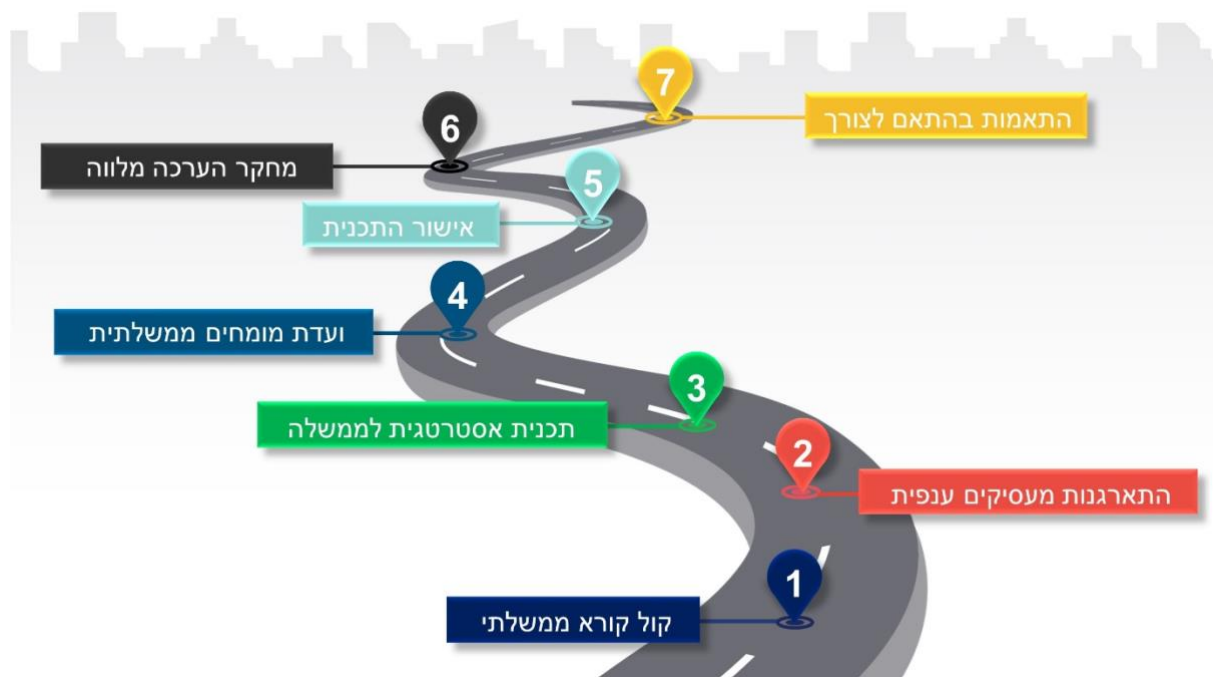 7
התאמות בהתאם לצורך
6
מחקר הערכה מלווה
5
אישור התכנית
4
ועדת מומחים ממשלתית
3
תכנית אסטרטגית לממשלה
2
התארגנות מעסיקים ענפית
1
קול קורא ממשלתי